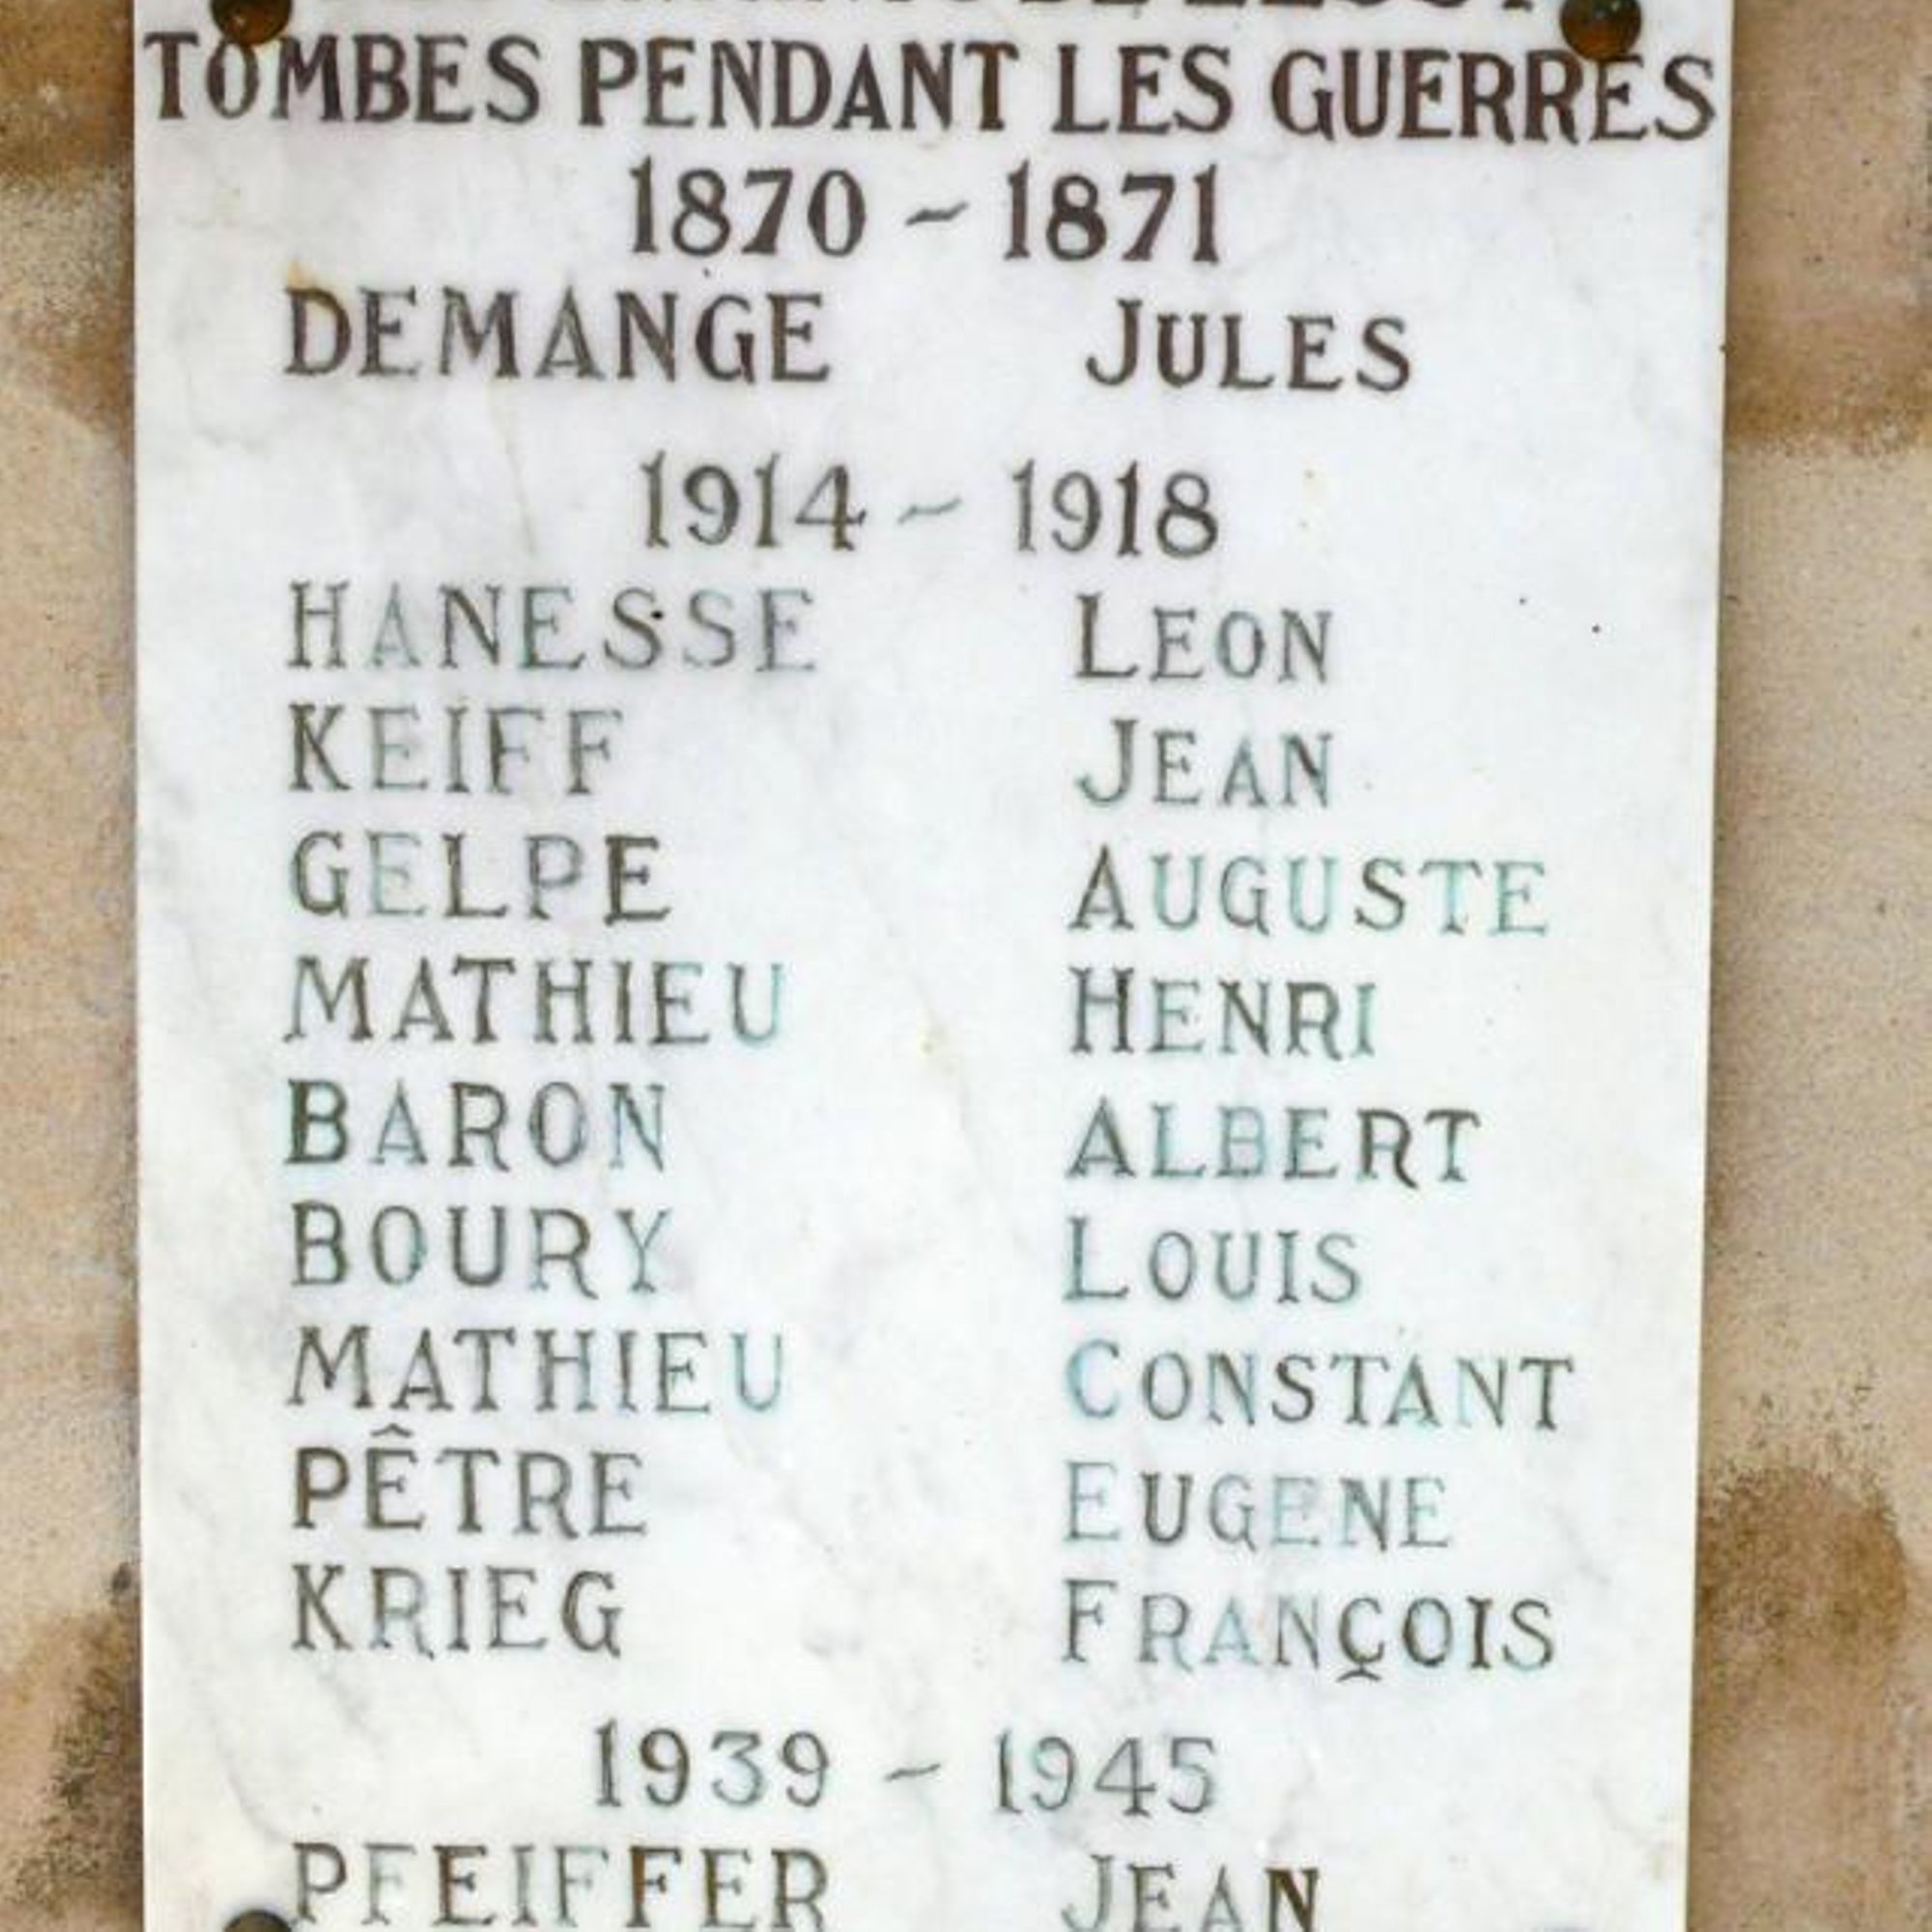 TOMBES PENDANT LES GUERRES
1870 ~ 1871
DEMANGE JULES
1914 ~ 1918
HANESSE LEON
KEIFF JEAN
GELPE AUGUSTE
MATHIEU HENRI
BARON ALBERT
BOURY LOUIS
MATHIEU CONSTANT
PÊTRE EUGENE
KRIEG FRANÇOIS
1939 ~ 1945
PFEIFFER JEAN